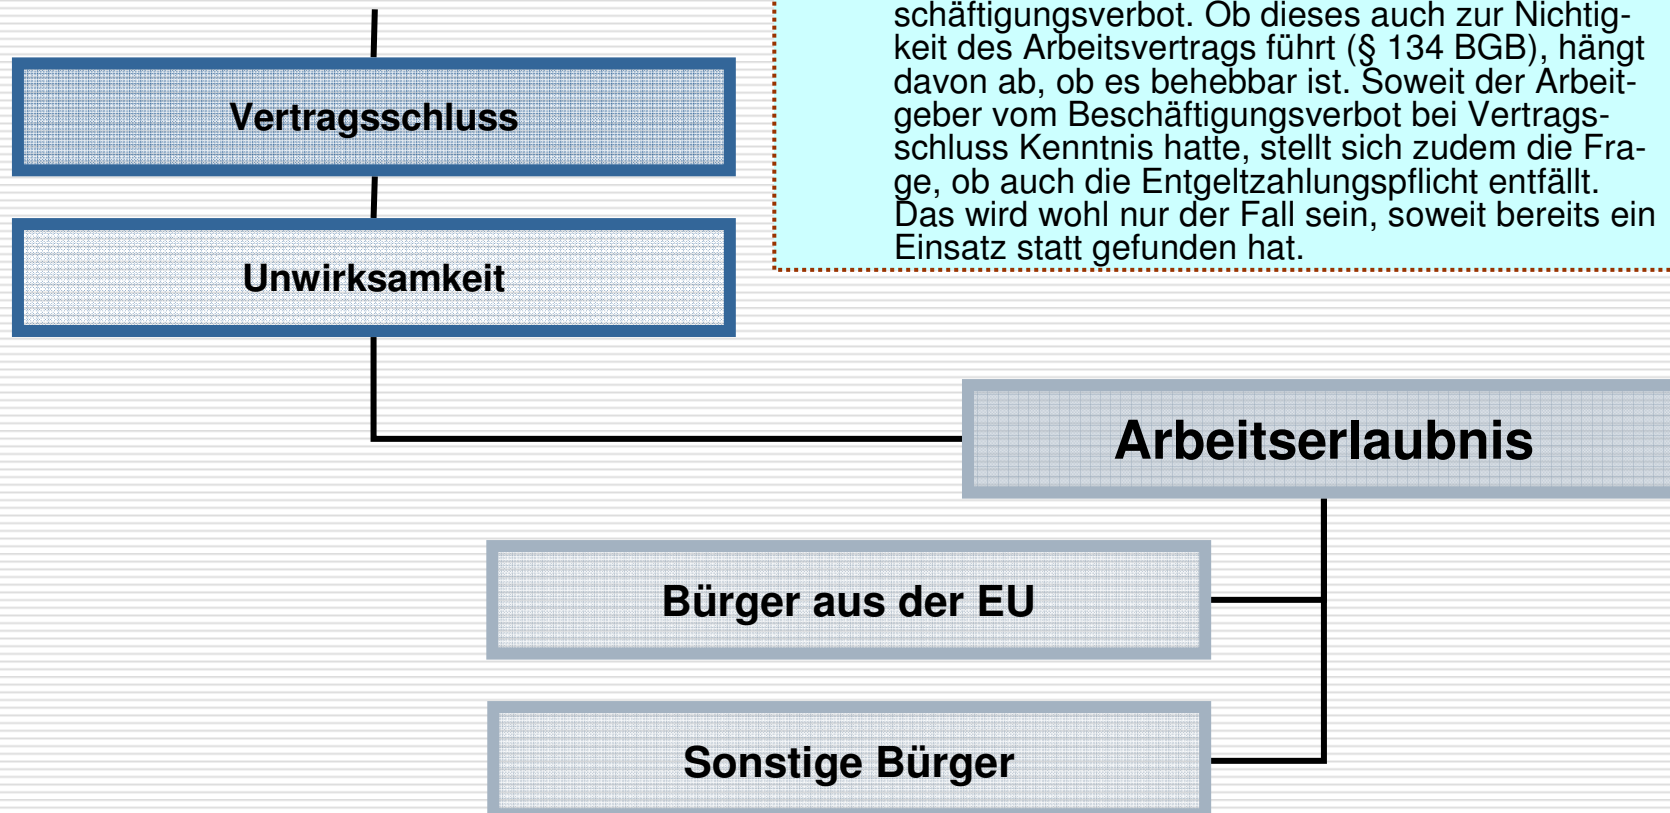 schäftigungsverbot. Ob dieses auch zur Nichtig-
keit des Arbeitsvertrags führt (§ 134 BGB), hängt
davon ab, ob es behebbar ist. Soweit der Arbeit-
geber vom Beschäftigungsverbot bei Vertrags-
schluss Kenntnis hatte, stellt sich zudem die Fra-
ge, ob auch die Entgeltzahlungspflicht entfällt.
Das wird wohl nur der Fall sein, soweit bereits ein
Einsatz statt gefunden hat.
Vertragsschluss
Unwirksamkeit
Arbeitserlaubnis
Bürger aus der EU
Sonstige Bürger